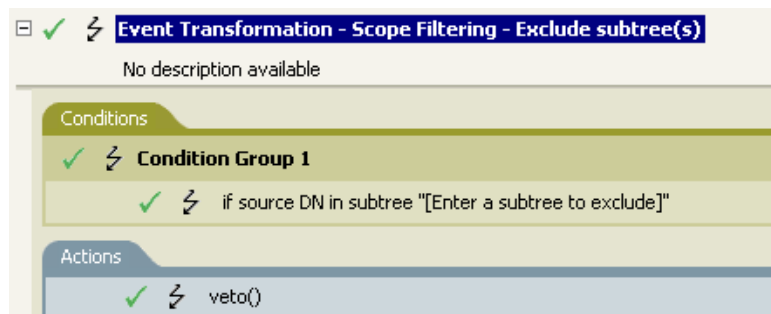 Event Transformation - Scope Filtering - Exclude subtree(s)
No description available
Conditions
Condition Group 1
if source DN in subtree "[Enter a subtree to exclude]"
Actions
veto()